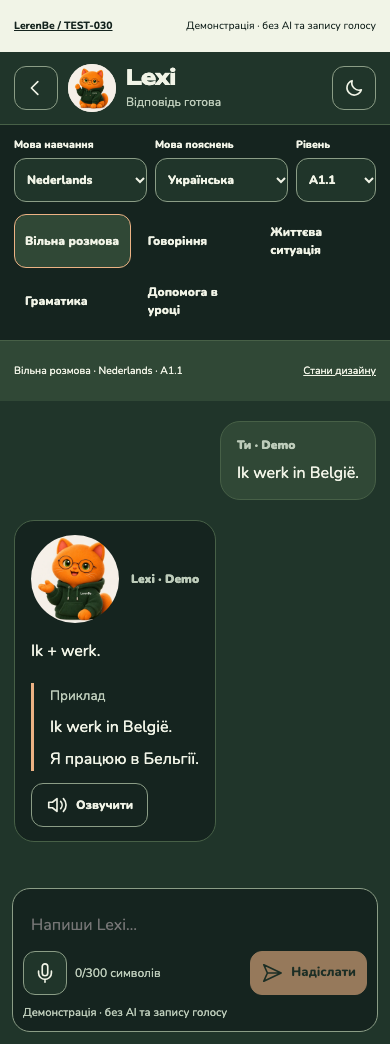 LerenBe / TEST-030
Демонстрація · без AI та запису голосу
Lexi
Відповідь готова
Мова навчання
Мова пояснень
Рівень
Nederlands
Українська
A1.1
Вільна розмова
Говоріння
Життєва
ситуація
Граматика
Допомога в
уроці
Вільна розмова · Nederlands · A1.1
Стани дизайну
Ти · Demo
Ik werk in België.
Lexi · Demo
Ik + werk.
Приклад
Ik werk in België.
Я працюю в Бельгії.
Озвучити
Напиши Lexi...
0/300 символів
Надіслати
Демонстрація · без AI та запису голосу